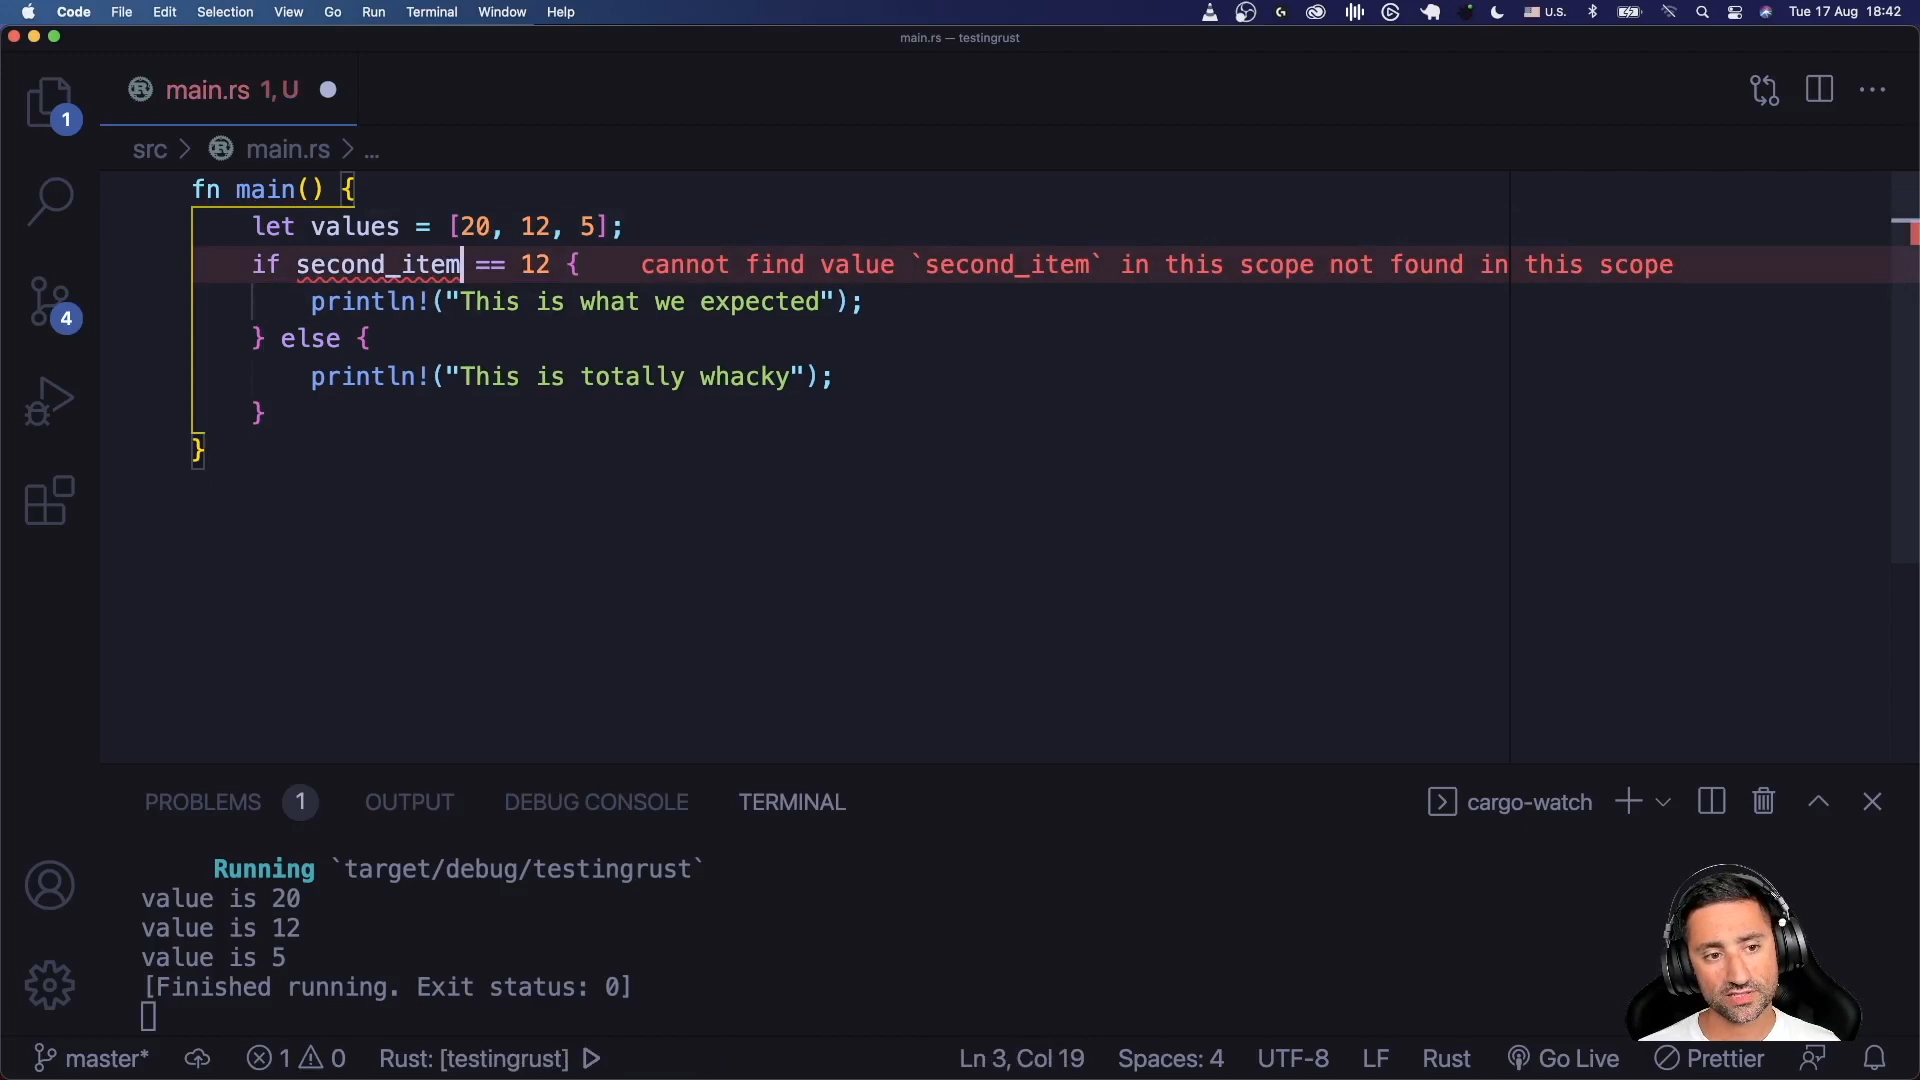 Code File Edit Selection View Go Run Terminal Window Help U.S. Tue 17 Aug 18:42
main.rs — testingrust
main.rs 1, U
1
src > main.rs > ...
fn main() {
let values = [20, 12, 5];
if second_item == 12 { cannot find value `second_item` in this scope not found in this scope
println!("This is what we expected");
} else {
println!("This is totally whacky");
}
}
4
PROBLEMS 1 OUTPUT DEBUG CONSOLE TERMINAL cargo-watch
Running `target/debug/testingrust`
value is 20
value is 12
value is 5
[Finished running. Exit status: 0]
master* 1 0 Rust: [testingrust] Ln 3, Col 19 Spaces: 4 UTF-8 LF Rust Go Live Prettier